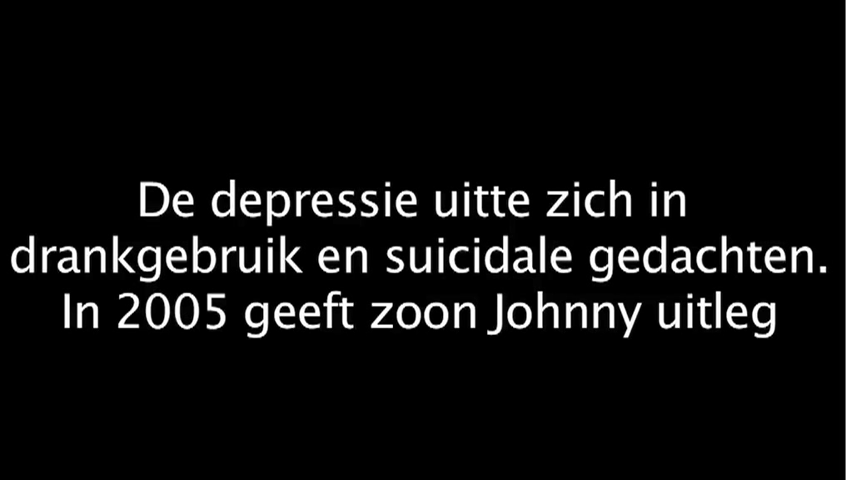 De depressie uitte zich in
drankgebruik en suicidale gedachten.
In 2005 geeft zoon Johnny uitleg